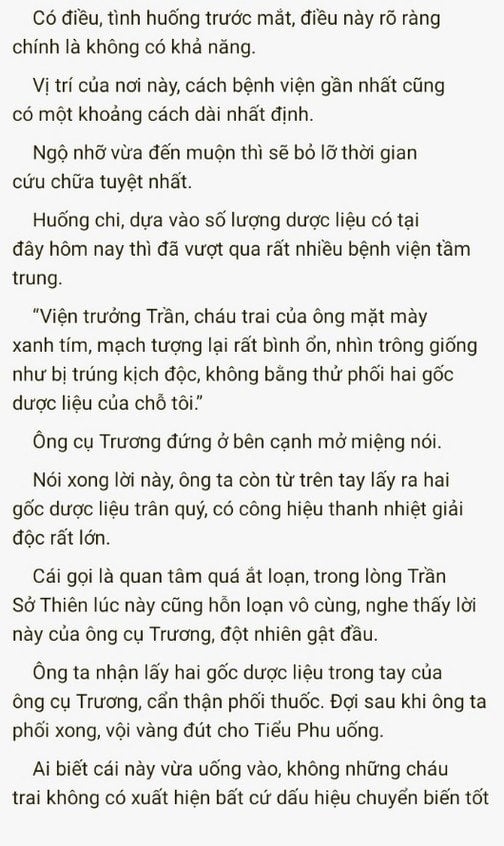 Có điều, tình huống trước mắt, điều này rõ ràng
chính là không có khả năng.
Vị trí của nơi này, cách bệnh viện gần nhất cũng
có một khoảng cách dài nhất định.
Ngộ nhỡ vừa đến muộn thì sẽ bỏ lỡ thời gian
cứu chữa tuyệt nhất.
Huống chi, dựa vào số lượng dược liệu có tại
đây hôm nay thì đã vượt qua rất nhiều bệnh viện tầm
trung.
“Viện trưởng Trần, cháu trai của ông mặt mày
xanh tím, mạch tượng lại rất bình ổn, nhìn trông giống
như bị trúng kịch độc, không bằng thử phối hai gốc
dược liệu của chỗ tôi.”
Ông cụ Trương đứng ở bên cạnh mở miệng nói.
Nói xong lời này, ông ta còn từ trên tay lấy ra hai
gốc dược liệu trân quý, có công hiệu thanh nhiệt giải
độc rất lớn.
Cái gọi là quan tâm quá ắt loạn, trong lòng Trần
Sở Thiên lúc này cũng hỗn loạn vô cùng, nghe thấy lời
này của ông cụ Trương, đột nhiên gật đầu.
Ông ta nhận lấy hai gốc dược liệu trong tay của
ông cụ Trương, cẩn thận phối thuốc. Đợi sau khi ông ta
phối xong, vội vàng đút cho Tiểu Phu uống.
Ai biết cái này vừa uống vào, không những cháu
trai không có xuất hiện bất cứ dấu hiệu chuyển biến tốt